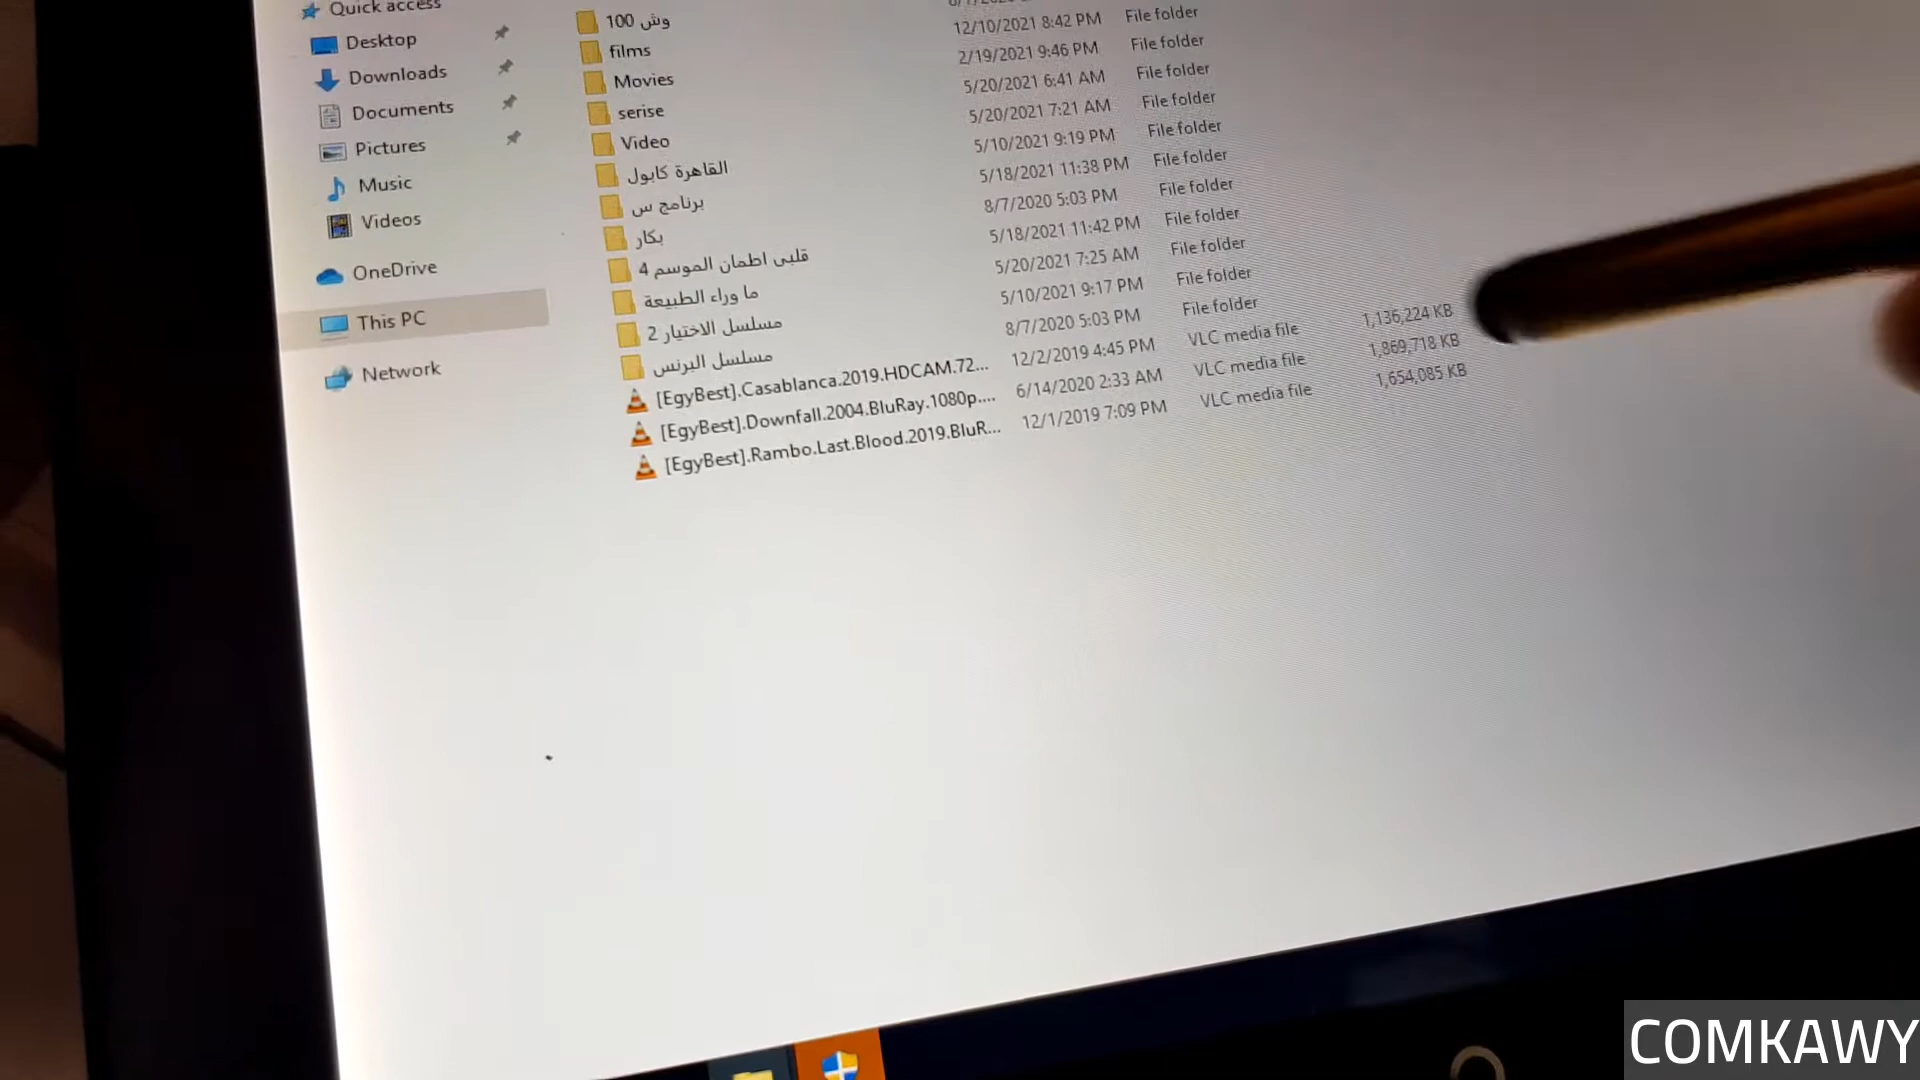 Quick access
Desktop
Downloads
Documents
Pictures
Music
Videos
OneDrive
This PC
Network
وش 100 12/10/2021 8:42 PM File folder
films 2/19/2021 9:46 PM File folder
Movies 5/20/2021 6:41 AM File folder
serise 5/20/2021 7:21 AM File folder
Video 5/10/2021 9:19 PM File folder
القاهرة كابول 5/18/2021 11:38 PM File folder
برنامج س 8/7/2020 5:03 PM File folder
بكار 5/18/2021 11:42 PM File folder
قلبى اطمان الموسم 4 5/20/2021 7:25 AM File folder
ما وراء الطبيعة 5/10/2021 9:17 PM File folder
مسلسل الاختيار 2 8/7/2020 5:03 PM File folder
مسلسل البرنس
[EgyBest].Casablanca.2019.HDCAM.72... 12/2/2019 4:45 PM VLC media file 1,136,224 KB
[EgyBest].Downfall.2004.BluRay.1080p.... 6/14/2020 2:33 AM VLC media file 1,869,718 KB
[EgyBest].Rambo.Last.Blood.2019.BluR... 12/1/2019 7:09 PM VLC media file 1,654,085 KB
COMKAWY